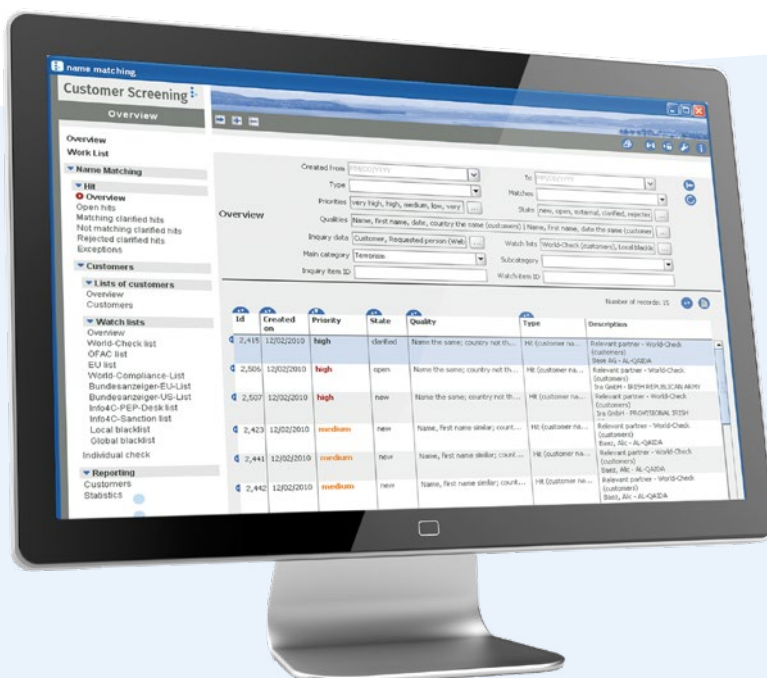 name matching
Customer Screening
Overview
Overview
Work List
Name Matching
Hit
Overview
Open hits
Matching clarified hits
Not matching clarified hits
Rejected clarified hits
Exceptions
Customers
Lists of customers
Overview
Customers
Watch lists
Overview
World-Check list
OFAC list
EU list
World-Compliance-List
Bundesanzeiger-EU-List
Bundesanzeiger-US-List
Info4C-PEP-Desk list
Info4C-Sanction list
Local blacklist
Global blacklist
Individual check
Reporting
Customers
Statistics
Overview
Created from To
Type Matches
Priorities very high, high, medium, low, very ... State new, open, external, clarified, rejected ...
Qualities Name, first name, date, country the same (customers) | Name, first name, date the same (customer ...
Inquiry data Customer, Requested person (Web ... Watch lists World-Check (customers), Local blacklis ...
Main category Terrorism Subcategory
Inquiry item ID Watch item ID
Number of records: 15
Id Created on Priority State Quality Type Description
2,415 12/02/2010 high clarified Name the same; country not th... Hit (customer na... Relevant partner - World-Check
(customers)
Base AG - AL-QAIDA
2,506 12/02/2010 high open Name the same; country not th... Hit (customer na... Relevant partner - World-Check
(customers)
Ira GmbH - IRISH REPUBLICAN ARMY
2,507 12/02/2010 high new Name the same; country not th... Hit (customer na... Relevant partner - World-Check
(customers)
Ira GmbH - PROVISIONAL IRISH
2,423 12/02/2010 medium new Name, first name similar; count... Hit (customer na... Relevant partner - World-Check
(customers)
Baez, Alic - AL-QAIDA
2,441 12/02/2010 medium new Name, first name similar; count... Hit (customer na... Relevant partner - World-Check
(customers)
Baez, Alic - AL-QAIDA
2,442 12/02/2010 medium new Name, first name similar; count... Hit (customer na... Relevant partner - World-Check
(customers)
Baez, Alic - AL-QAIDA